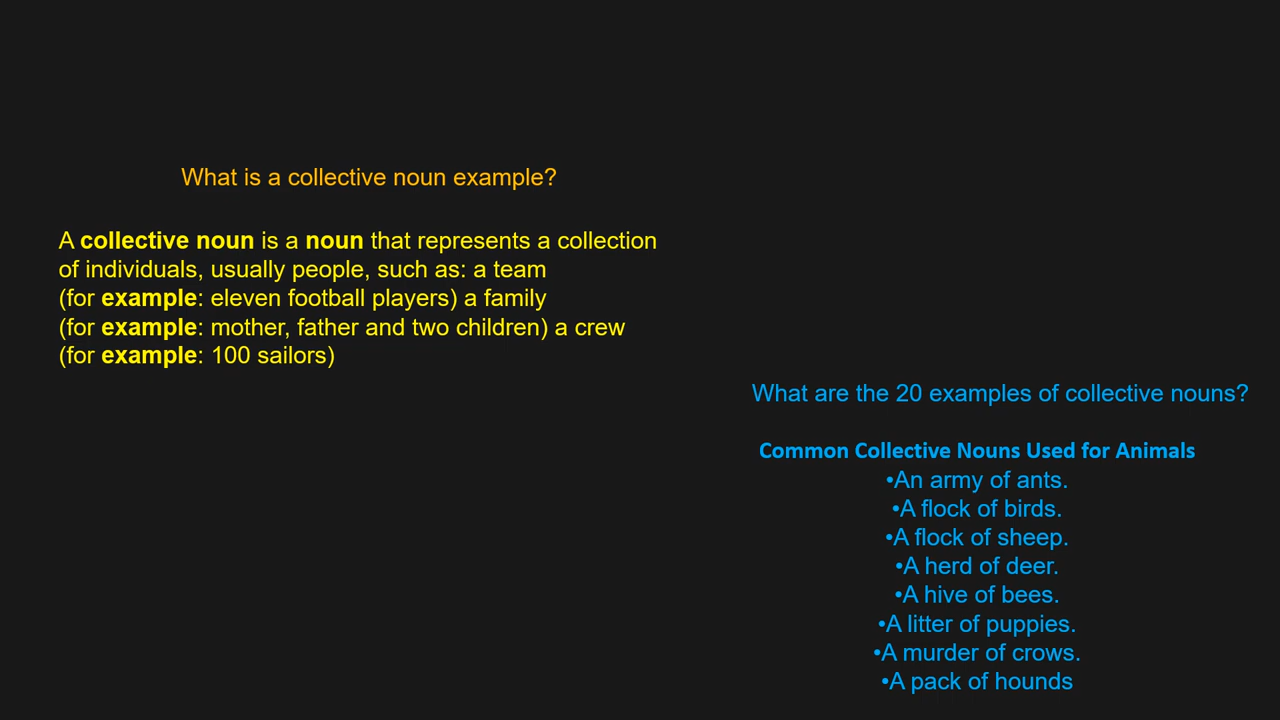 What is a collective noun example?
A collective noun is a noun that represents a collection
of individuals, usually people, such as: a team
(for example: eleven football players) a family
(for example: mother, father and two children) a crew
(for example: 100 sailors)
What are the 20 examples of collective nouns?
Common Collective Nouns Used for Animals
•An army of ants.
•A flock of birds.
•A flock of sheep.
•A herd of deer.
•A hive of bees.
•A litter of puppies.
•A murder of crows.
•A pack of hounds